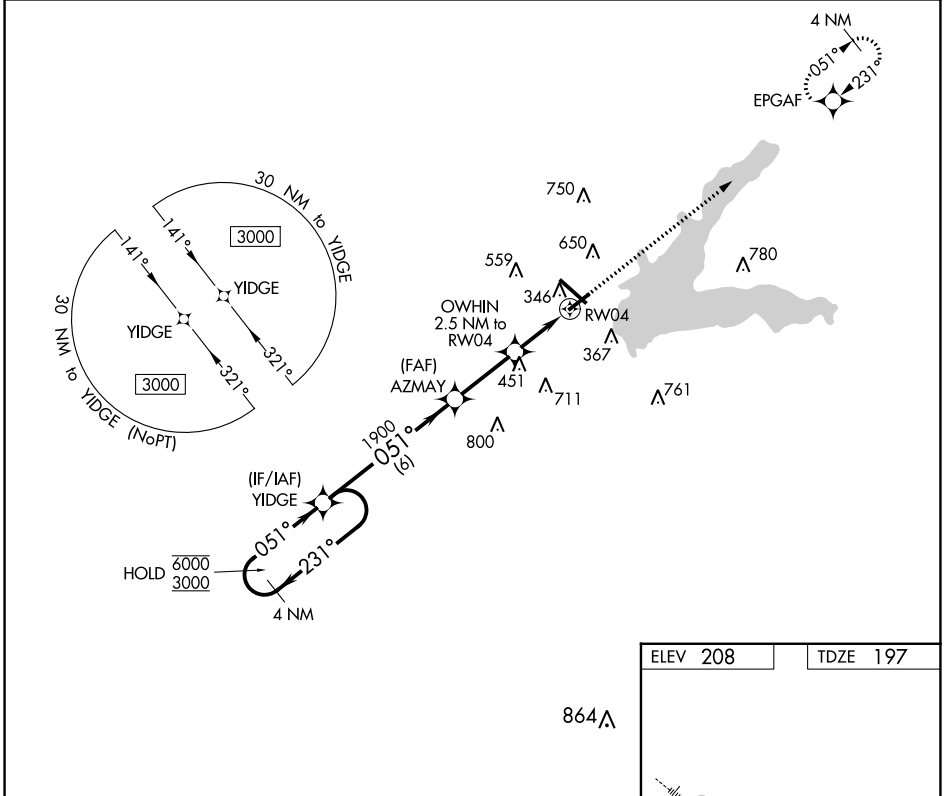 4 NM
051°
231°
EPGAF
30 NM to YIDGE
750
3000
141°
141°
650
780
559
YIDGE
346
OWHIN
2.5 NM to
RW04
RW04
YIDGE
321°
367
(FAF)
AZMAY
451
711
761
3000
321°
30 NM to YIDGE (NoPT)
800
1900
051°
(6)
(IF/IAF)
YIDGE
051°
231°
HOLD 6000
3000
4 NM
ELEV 208
TDZE 197
864